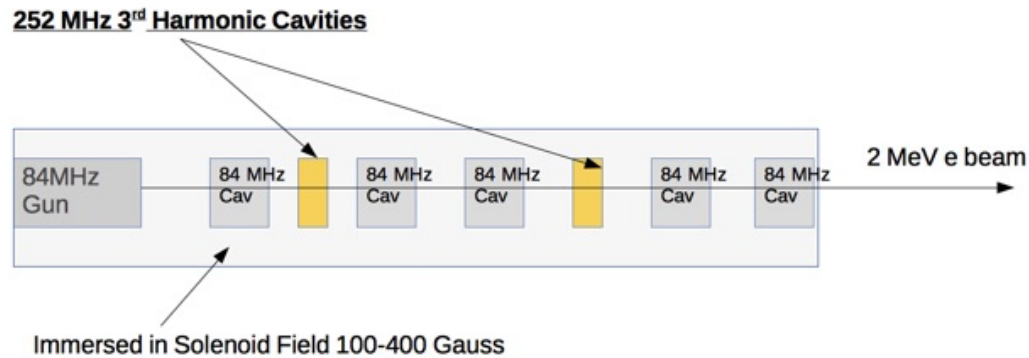 252 MHz 3rd Harmonic Cavities
84MHz
Gun
84 MHz
Cav
84 MHz
Cav
84 MHz
Cav
84 MHz
Cav
84 MHz
Cav
2 MeV e beam
Immersed in Solenoid Field 100-400 Gauss